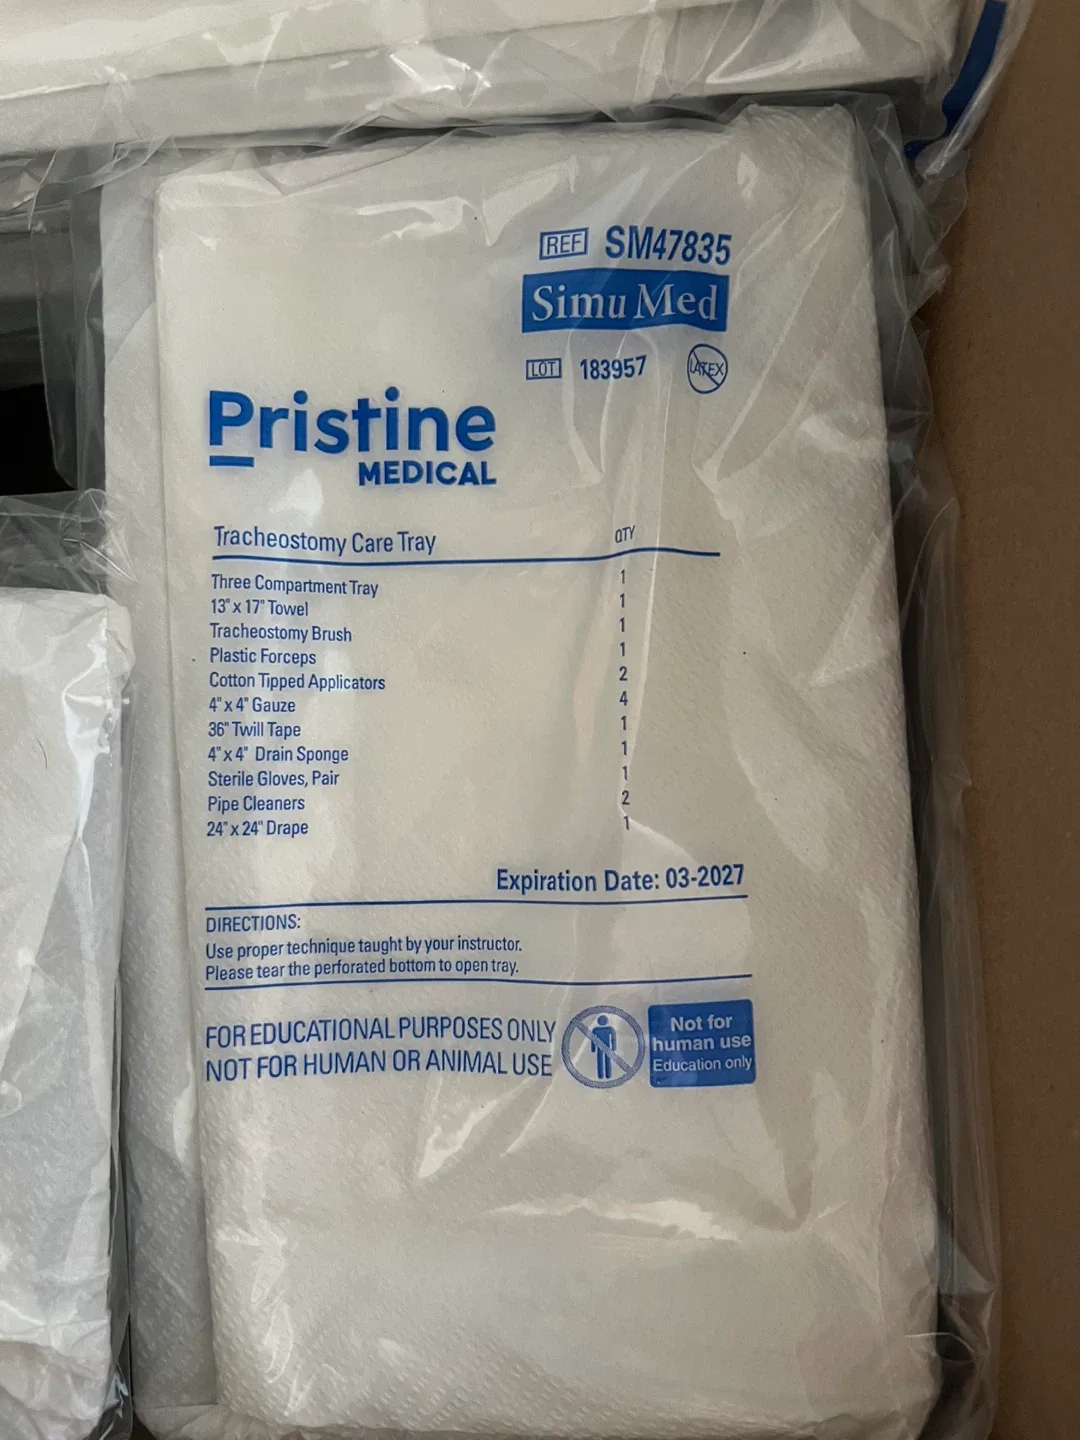 REF SM47835
Simu Med
LOT 183957 LATEX
Pristine
MEDICAL
Tracheostomy Care Tray QTY
Three Compartment Tray 1
13" x 17" Towel 1
Tracheostomy Brush 1
Plastic Forceps 1
Cotton Tipped Applicators 2
4" x 4" Gauze 4
36" Twill Tape 1
4" x 4" Drain Sponge 1
Sterile Gloves, Pair 1
Pipe Cleaners 2
24" x 24" Drape 1
Expiration Date: 03-2027
DIRECTIONS:
Use proper technique taught by your instructor.
Please tear the perforated bottom to open tray.
FOR EDUCATIONAL PURPOSES ONLY
NOT FOR HUMAN OR ANIMAL USE
Not for
human use
Education only